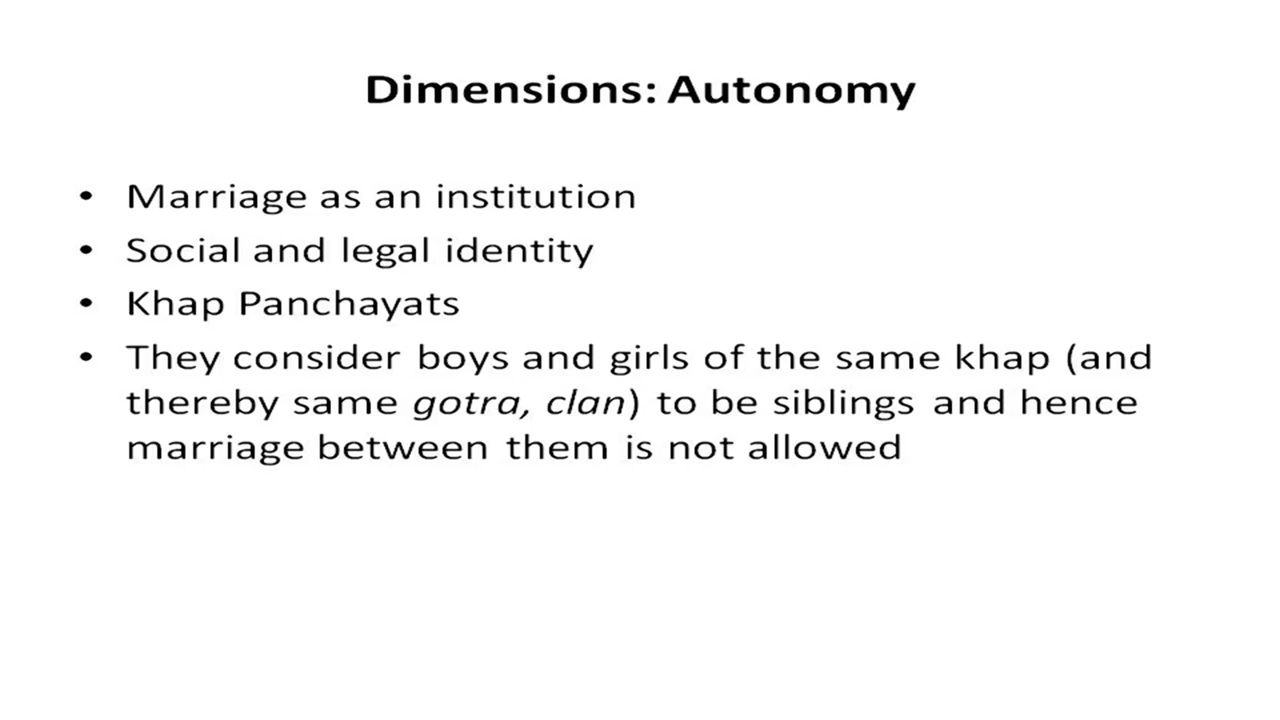 Dimensions: Autonomy
• Marriage as an institution
• Social and legal identity
• Khap Panchayats
• They consider boys and girls of the same khap (and
thereby same gotra, clan) to be siblings and hence
marriage between them is not allowed